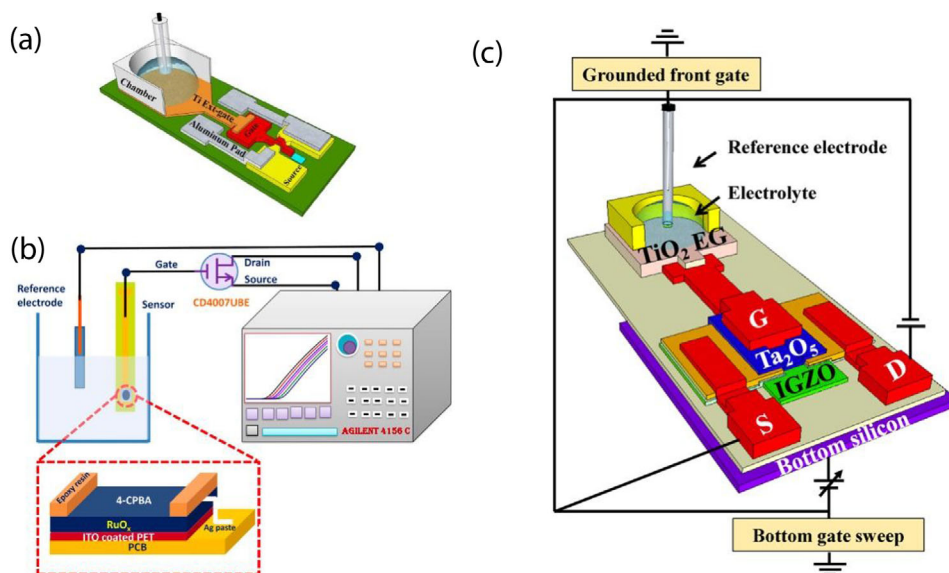 (a)
Chamber
Ti Ext-gate
Gate
Aluminum Pad
Source
(b)
Gate
Drain
Source
Reference
electrode
CD4007UBE
Sensor
AGILENT 4156 C
Epoxy resin
4-CPBA
RuOₓ
Ag paste
ITO coated PET
PCB
(c)
Grounded front gate
Reference electrode
Electrolyte
TiO₂ EG
G
Ta₂O₅
IGZO
D
S
Bottom silicon
Bottom gate sweep